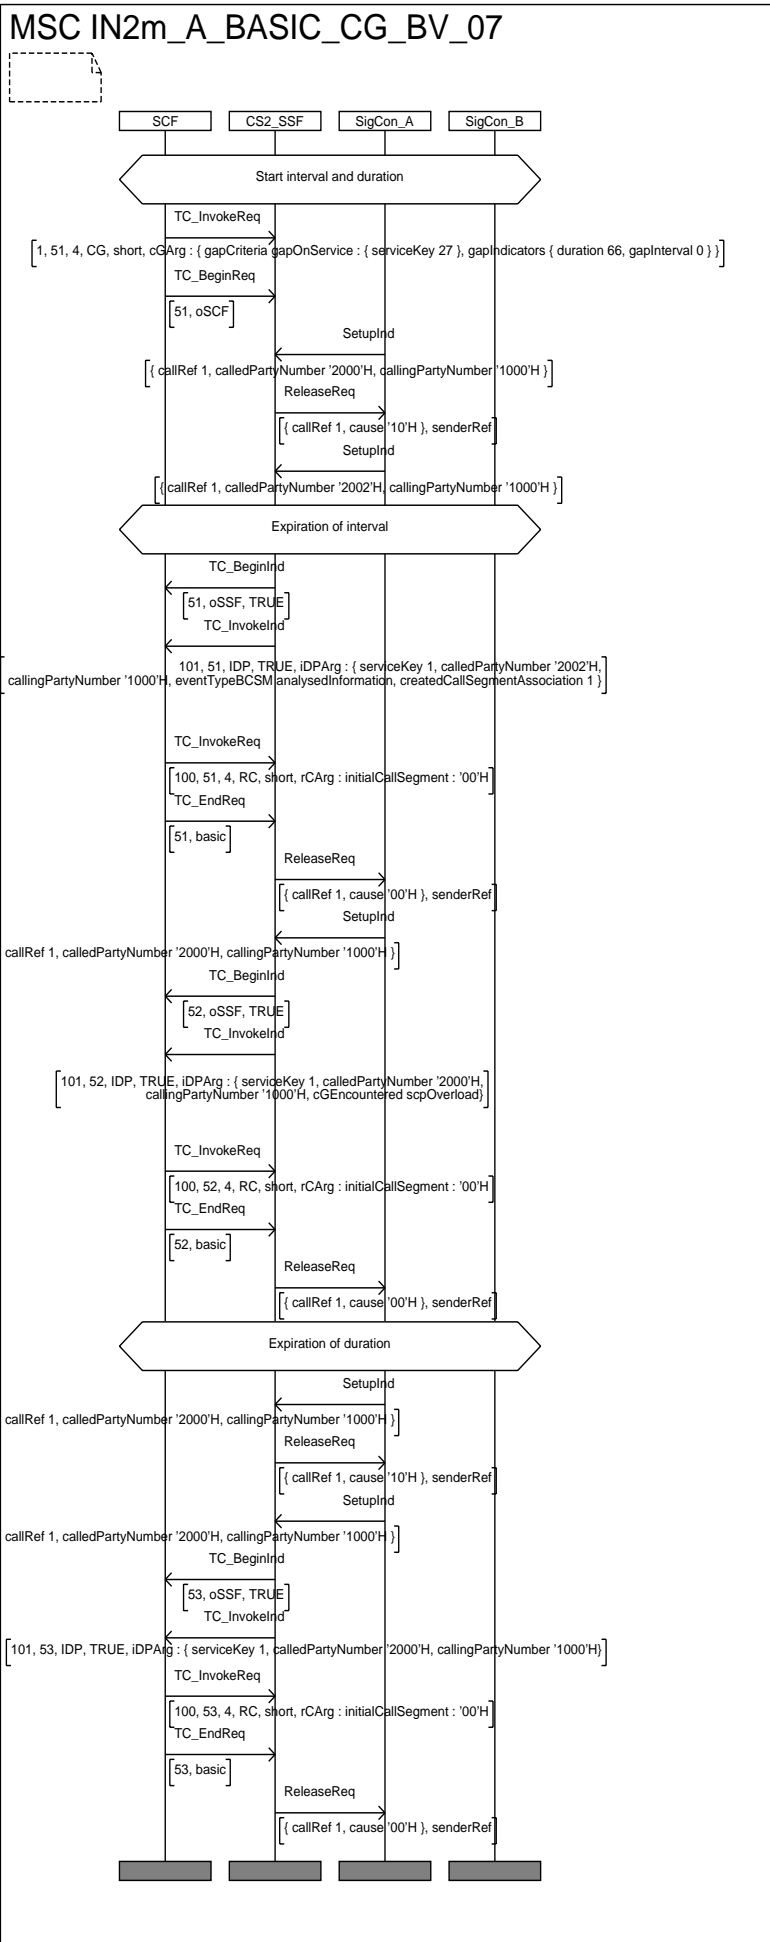 MSC IN2m_A_BASIC_CG_BV_07
SCF CS2_SSF SigCon_A SigCon_B
Start interval and duration
TC_InvokeReq
1, 51, 4, CG, short, cGArg : { gapCriteria gapOnService : { serviceKey 27 }, gapIndicators { duration 66, gapInterval 0 } }
TC_BeginReq
51, oSCF
SetupInd
{ callRef 1, calledPartyNumber '2000'H, callingPartyNumber '1000'H }
ReleaseReq
{ callRef 1, cause '10'H }, senderRef
SetupInd
{ callRef 1, calledPartyNumber '2002'H, callingPartyNumber '1000'H }
Expiration of interval
TC_BeginInd
51, oSSF, TRUE
TC_InvokeInd
101, 51, IDP, TRUE, iDPArg : { serviceKey 1, calledPartyNumber '2002'H,
callingPartyNumber '1000'H, eventTypeBCSM analysedInformation, createdCallSegmentAssociation 1 }
TC_InvokeReq
100, 51, 4, RC, short, rCArg : initialCallSegment : '00'H
TC_EndReq
51, basic
ReleaseReq
{ callRef 1, cause '00'H }, senderRef
SetupInd
callRef 1, calledPartyNumber '2000'H, callingPartyNumber '1000'H }
TC_BeginInd
52, oSSF, TRUE
TC_InvokeInd
101, 52, IDP, TRUE, iDPArg : { serviceKey 1, calledPartyNumber '2000'H,
callingPartyNumber '1000'H, cGEncountered scpOverload}
TC_InvokeReq
100, 52, 4, RC, short, rCArg : initialCallSegment : '00'H
TC_EndReq
52, basic
ReleaseReq
{ callRef 1, cause '00'H }, senderRef
Expiration of duration
SetupInd
callRef 1, calledPartyNumber '2000'H, callingPartyNumber '1000'H }
ReleaseReq
{ callRef 1, cause '10'H }, senderRef
SetupInd
callRef 1, calledPartyNumber '2000'H, callingPartyNumber '1000'H }
TC_BeginInd
53, oSSF, TRUE
TC_InvokeInd
101, 53, IDP, TRUE, iDPArg : { serviceKey 1, calledPartyNumber '2000'H, callingPartyNumber '1000'H}
TC_InvokeReq
100, 53, 4, RC, short, rCArg : initialCallSegment : '00'H
TC_EndReq
53, basic
ReleaseReq
{ callRef 1, cause '00'H }, senderRef